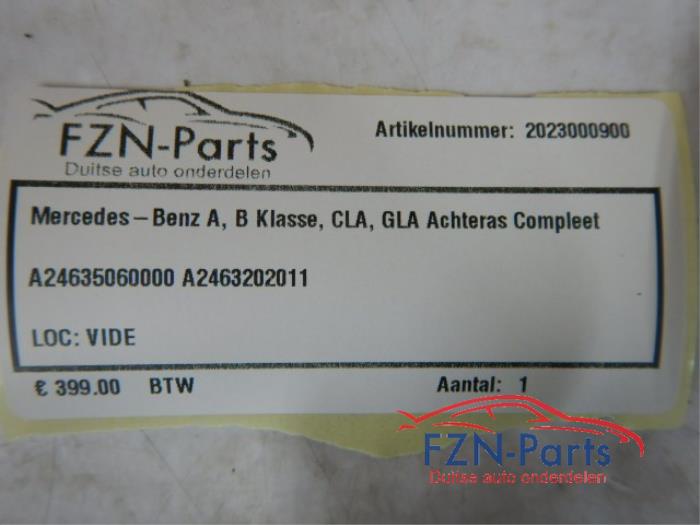 FZN-Parts
Duitse auto onderdelen
Artikelnummer: 2023000900
Mercedes-Benz A, B Klasse, CLA, GLA Achteras Compleet
A24635060000 A2463202011
LOC: VIDE
€ 399.00 BTW Aantal: 1
FZN-Parts
Duitse auto onderdelen